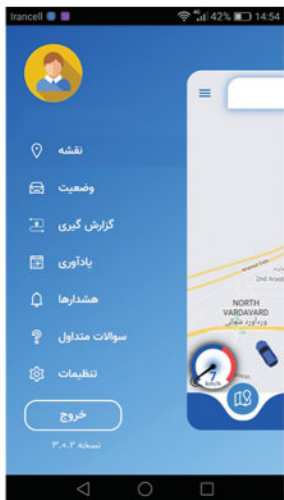 Irancell 42% 14:54
نقشه
وضعیت
گزارش گیری
یادآوری
هشدارها
سوالات متداول
تنظیمات
خروج
نسخه ۳.۰.۲
2nd
NORTH
VARDAVARD
وردآورد شمالی
7
km/h